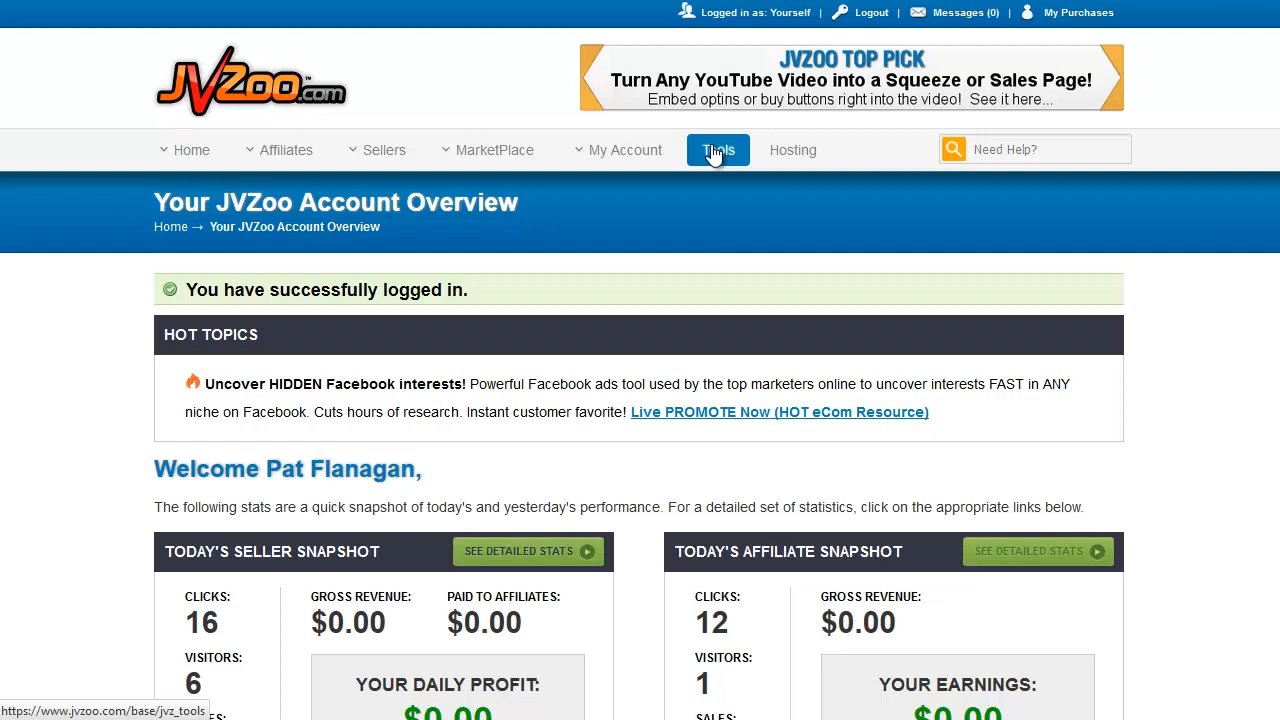 Logged in as: Yourself | Logout | Messages (0) | My Purchases
JVZoo.com™
JVZOO TOP PICK
Turn Any YouTube Video into a Squeeze or Sales Page!
Embed optins or buy buttons right into the video! See it here...
Home Affiliates Sellers MarketPlace My Account Tools Hosting Need Help?
Your JVZoo Account Overview
Home → Your JVZoo Account Overview
You have successfully logged in.
HOT TOPICS
Uncover HIDDEN Facebook interests! Powerful Facebook ads tool used by the top marketers online to uncover interests FAST in ANY
niche on Facebook. Cuts hours of research. Instant customer favorite! Live PROMOTE Now (HOT eCom Resource)
Welcome Pat Flanagan,
The following stats are a quick snapshot of today's and yesterday's performance. For a detailed set of statistics, click on the appropriate links below.
TODAY'S SELLER SNAPSHOT SEE DETAILED STATS
CLICKS: GROSS REVENUE: PAID TO AFFILIATES:
16 $0.00 $0.00
VISITORS:
6 YOUR DAILY PROFIT:
$0.00
TODAY'S AFFILIATE SNAPSHOT SEE DETAILED STATS
CLICKS: GROSS REVENUE:
12 $0.00
VISITORS:
1 YOUR EARNINGS:
SALES: $0.00
https://www.jvzoo.com/base/jvz_tools